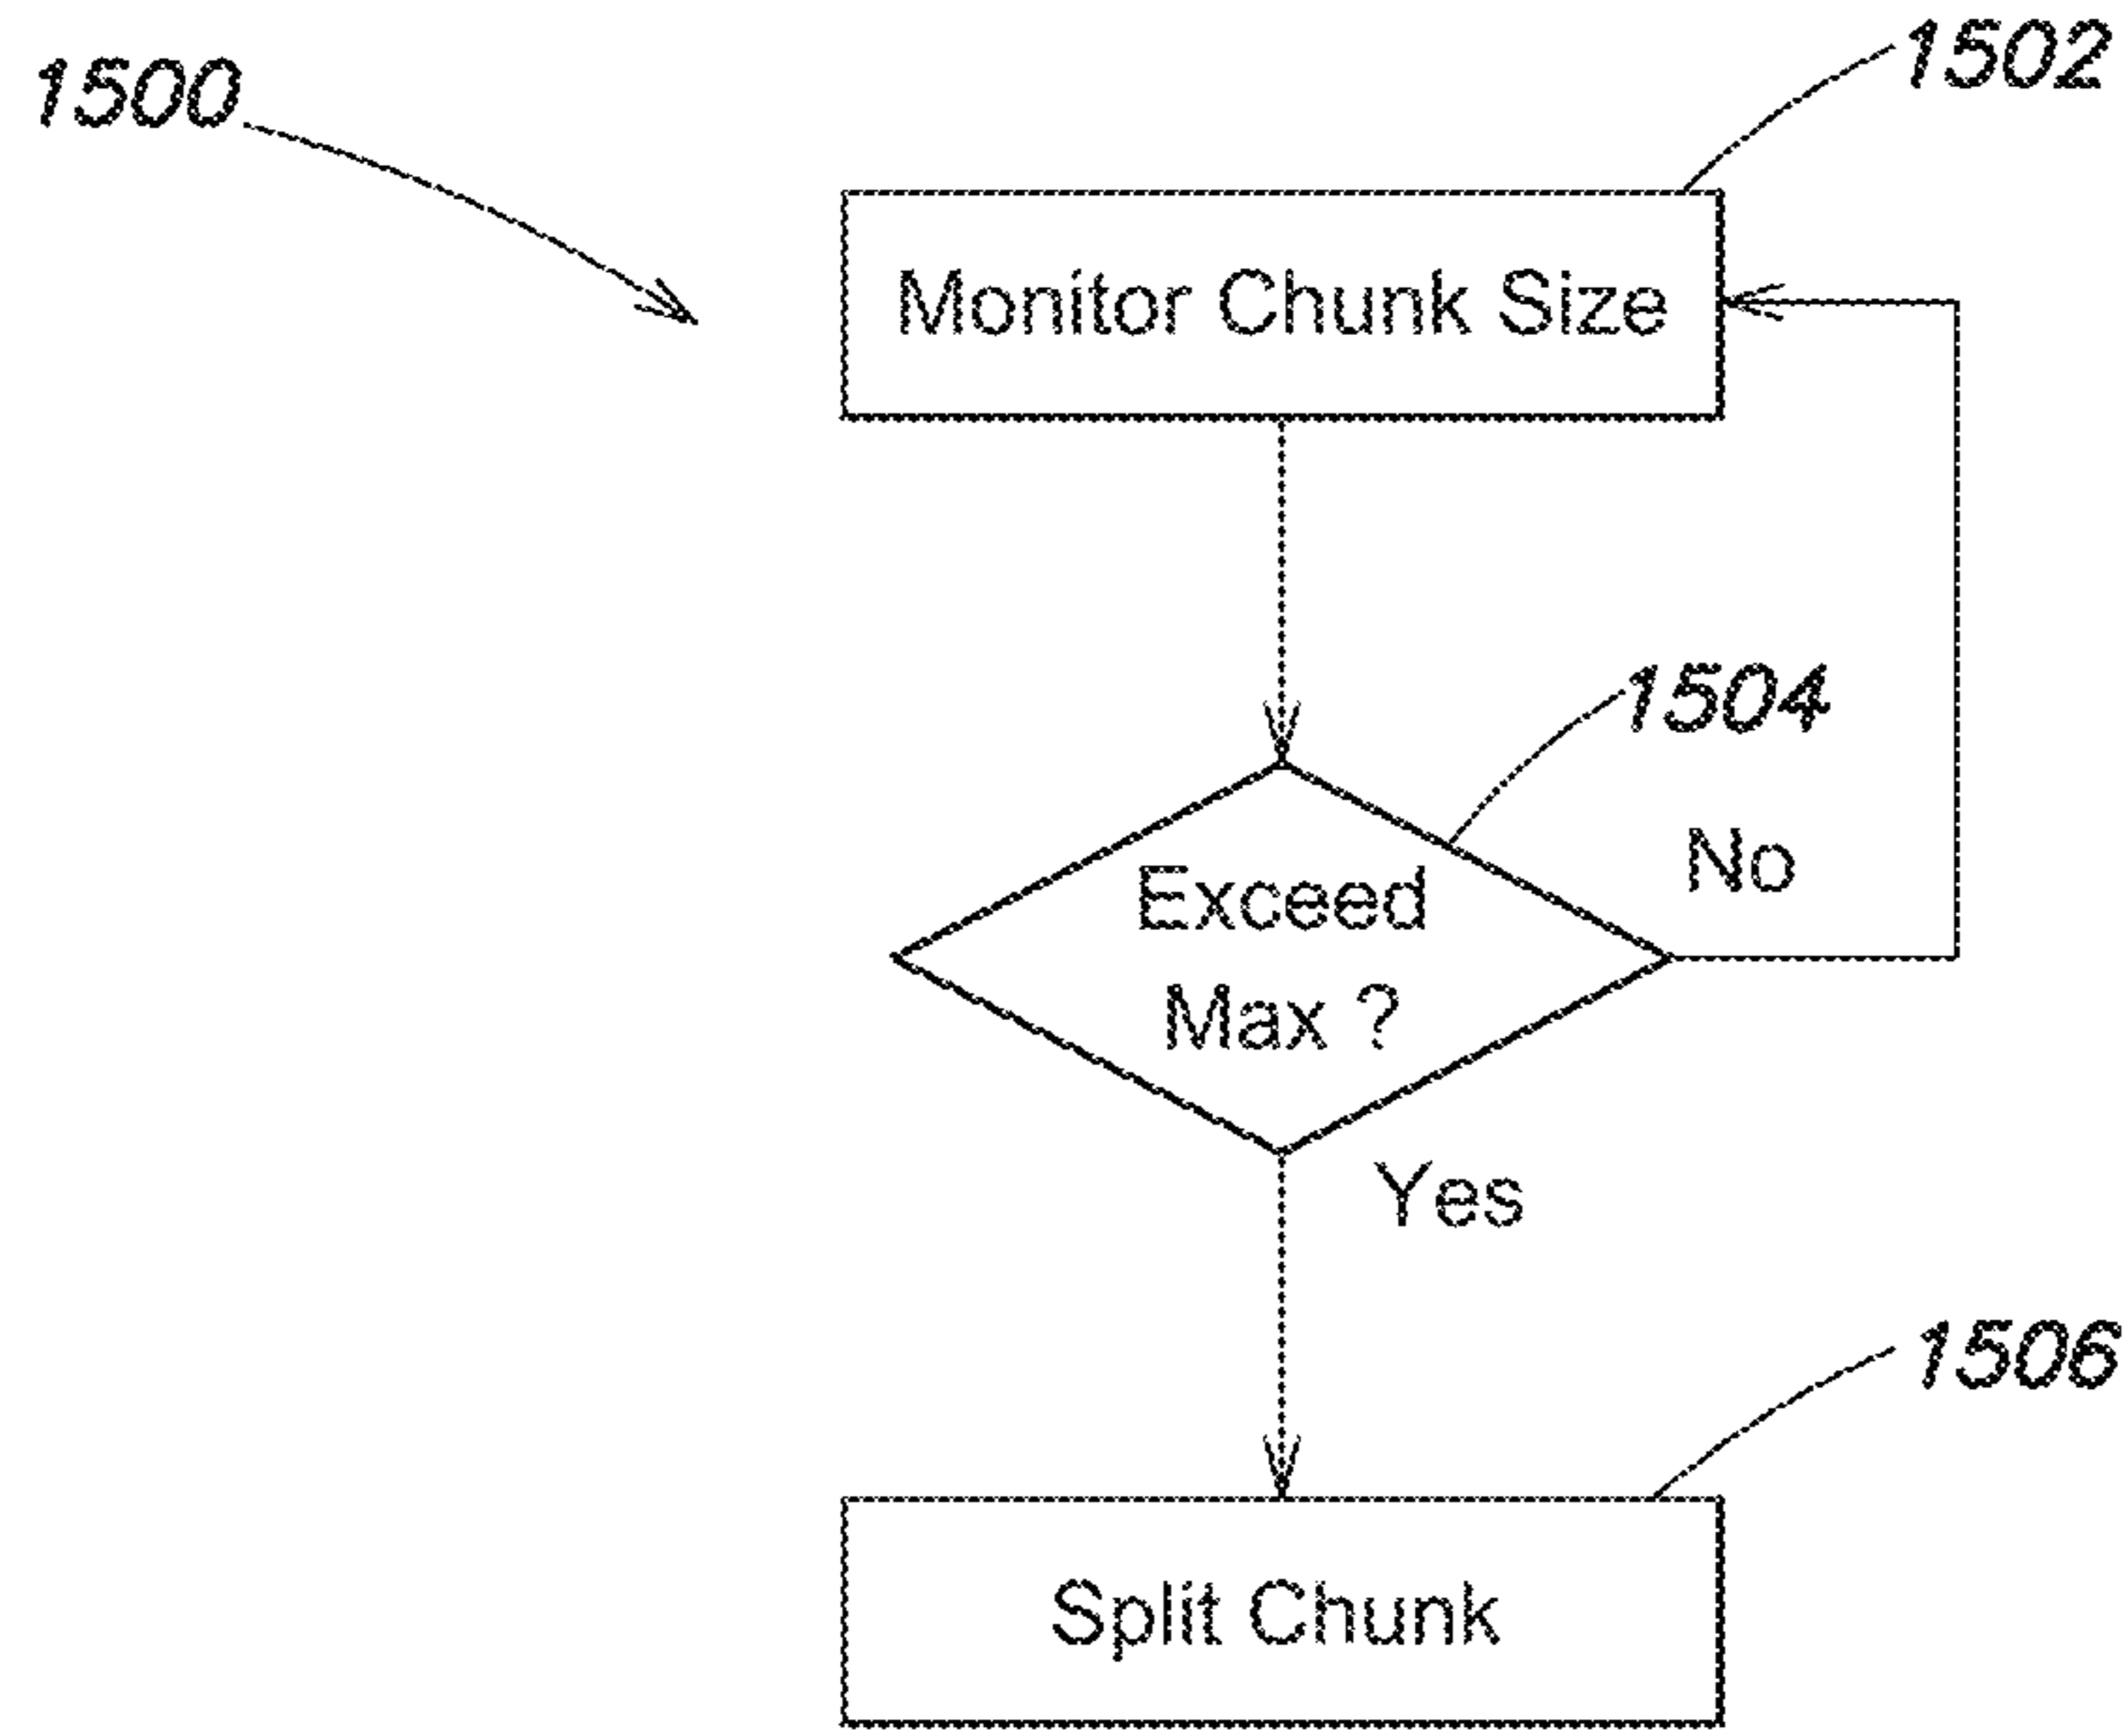 1502
1500
Monitor Chunk Size
1504
No
Exceed
Max ?
Yes
1506
Split Chunk